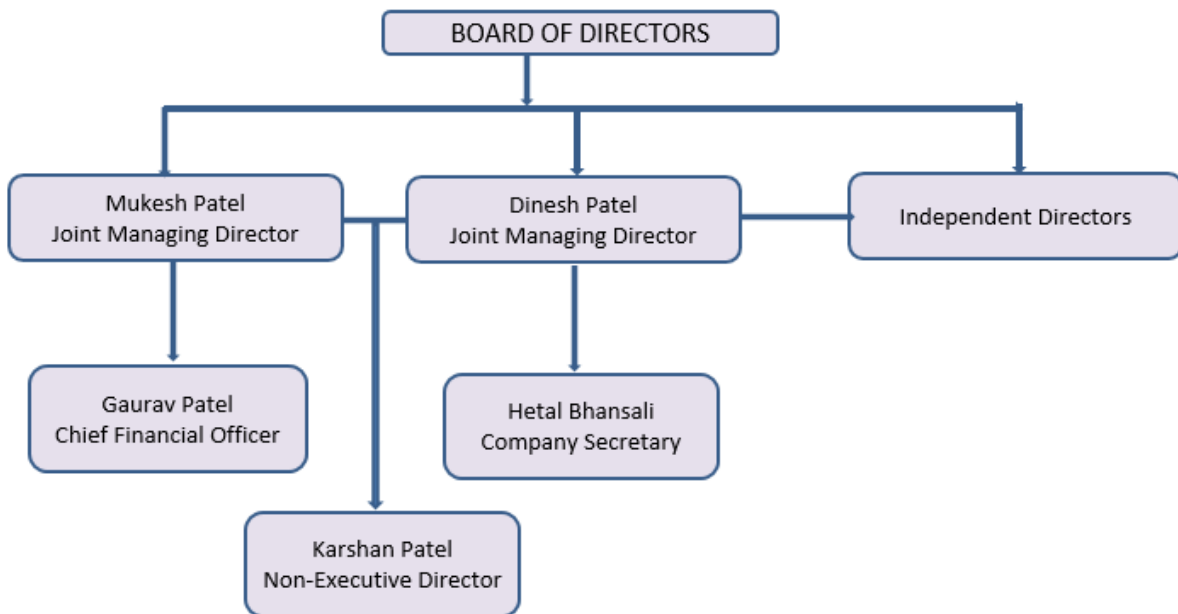 BOARD OF DIRECTORS
Mukesh Patel
Joint Managing Director
Dinesh Patel
Joint Managing Director
Independent Directors
Gaurav Patel
Chief Financial Officer
Hetal Bhansali
Company Secretary
Karshan Patel
Non-Executive Director